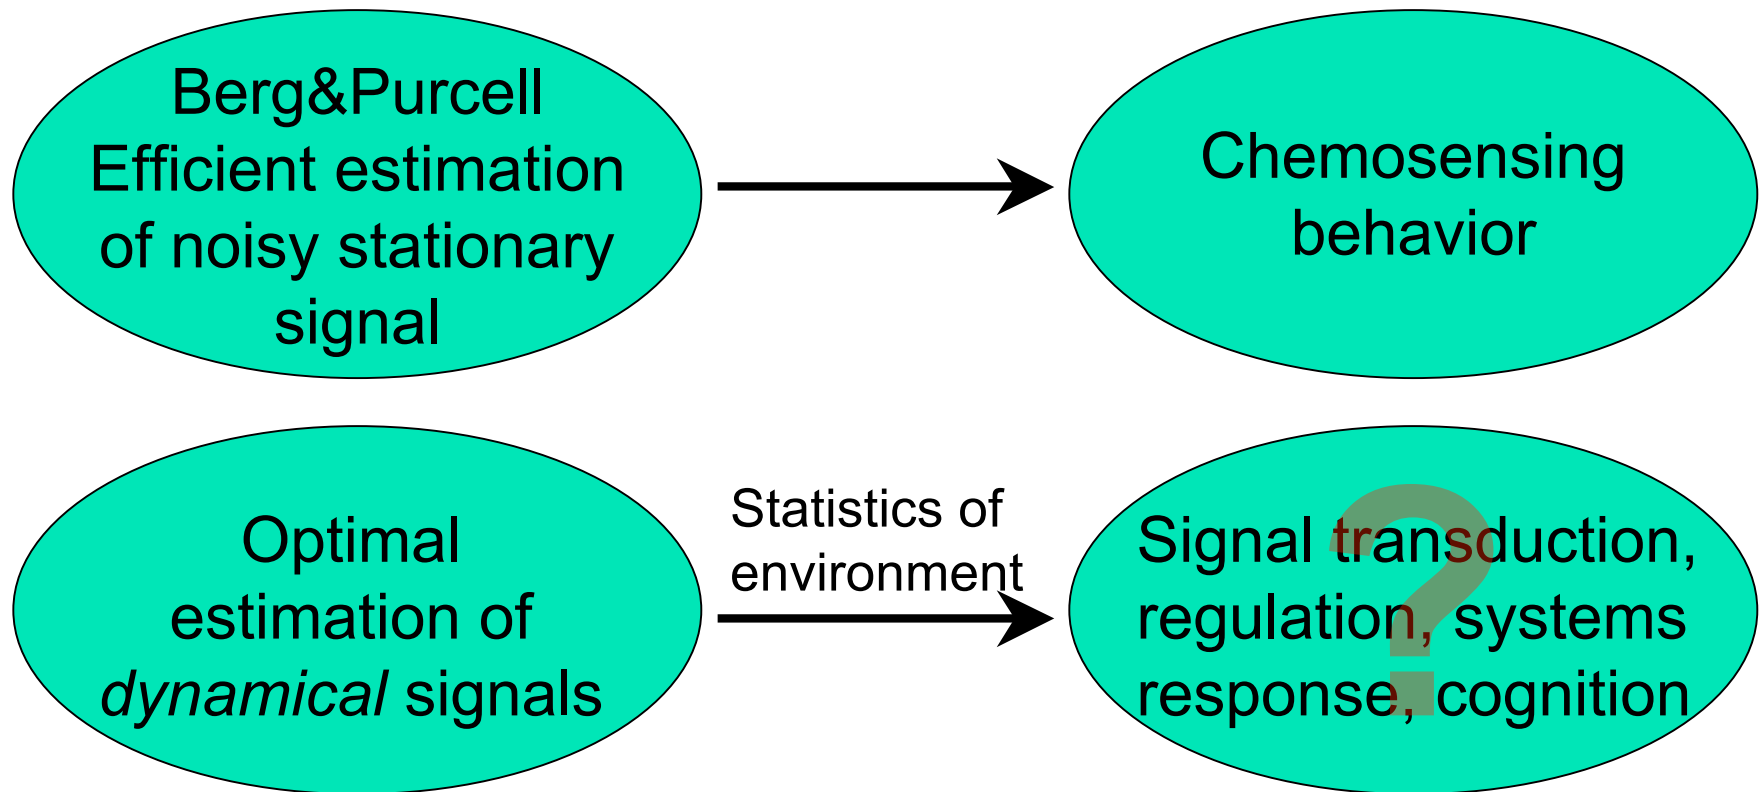 Berg&Purcell
Efficient estimation
of noisy stationary
signal
Chemosensing
behavior
Optimal
estimation of
dynamical signals
Statistics of
environment
Signal transduction,
regulation, systems
response, cognition
?